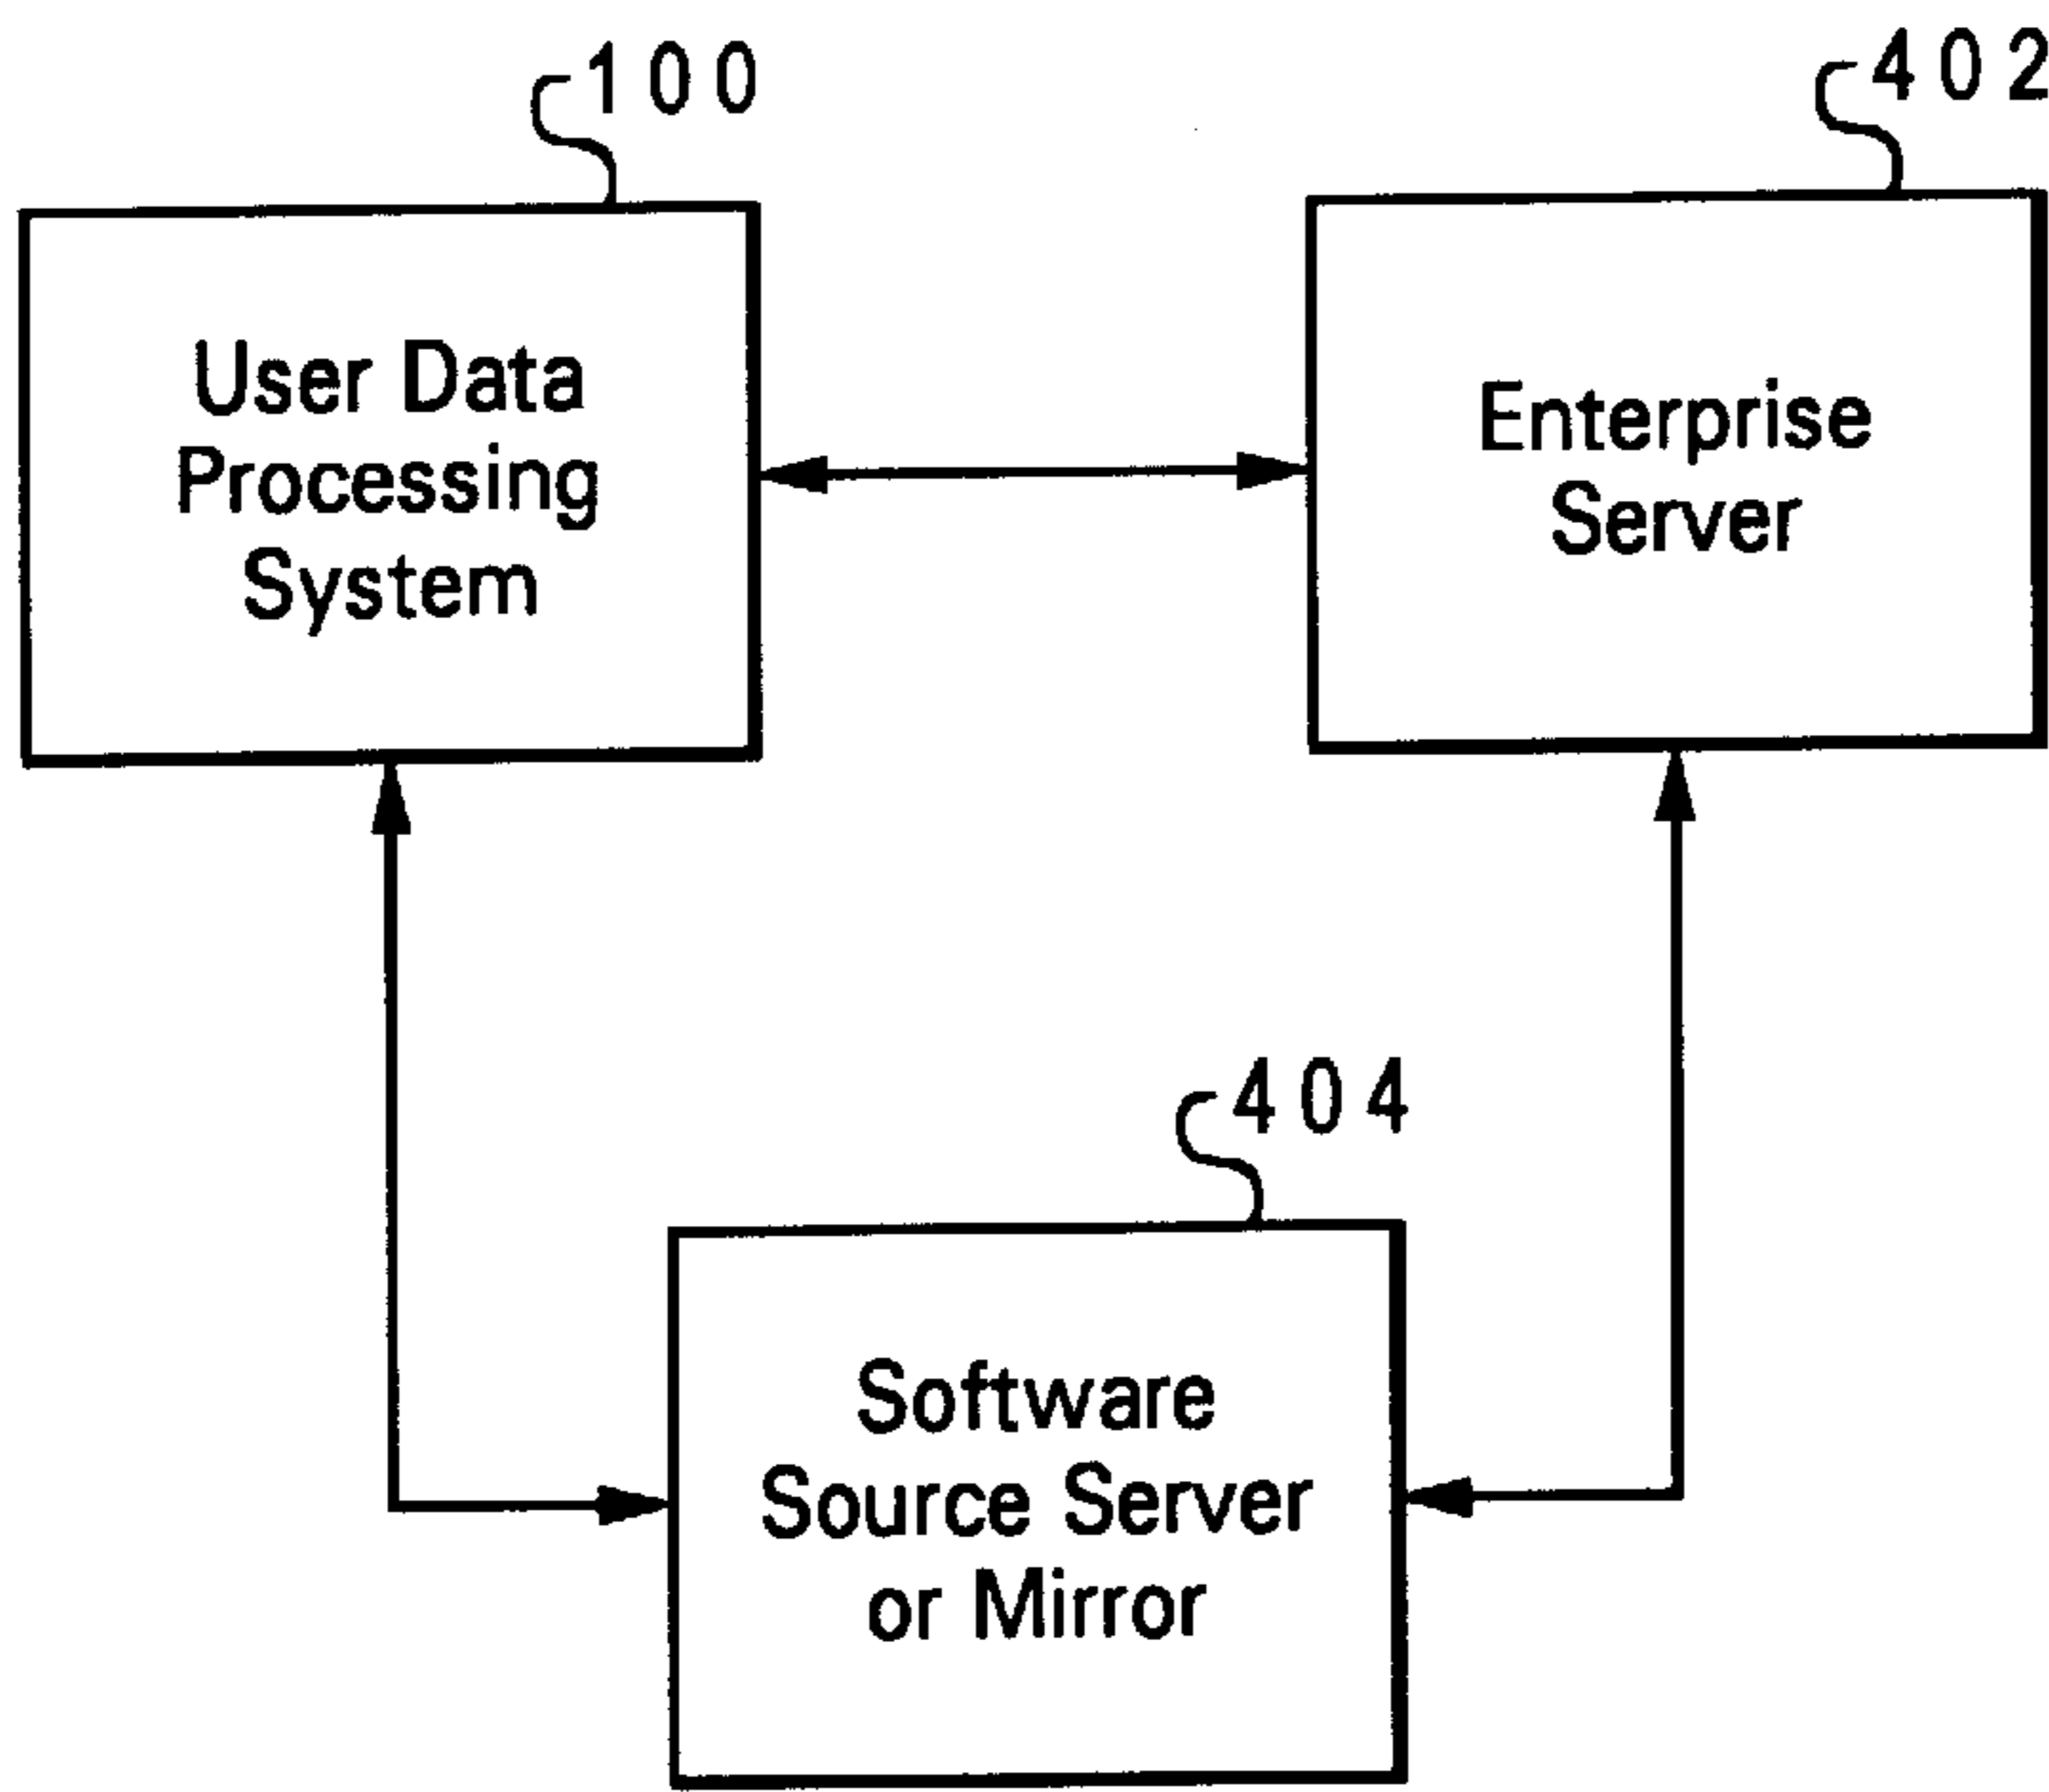 100
402
User Data
Processing
System
Enterprise
Server
404
Software
Source Server
or Mirror